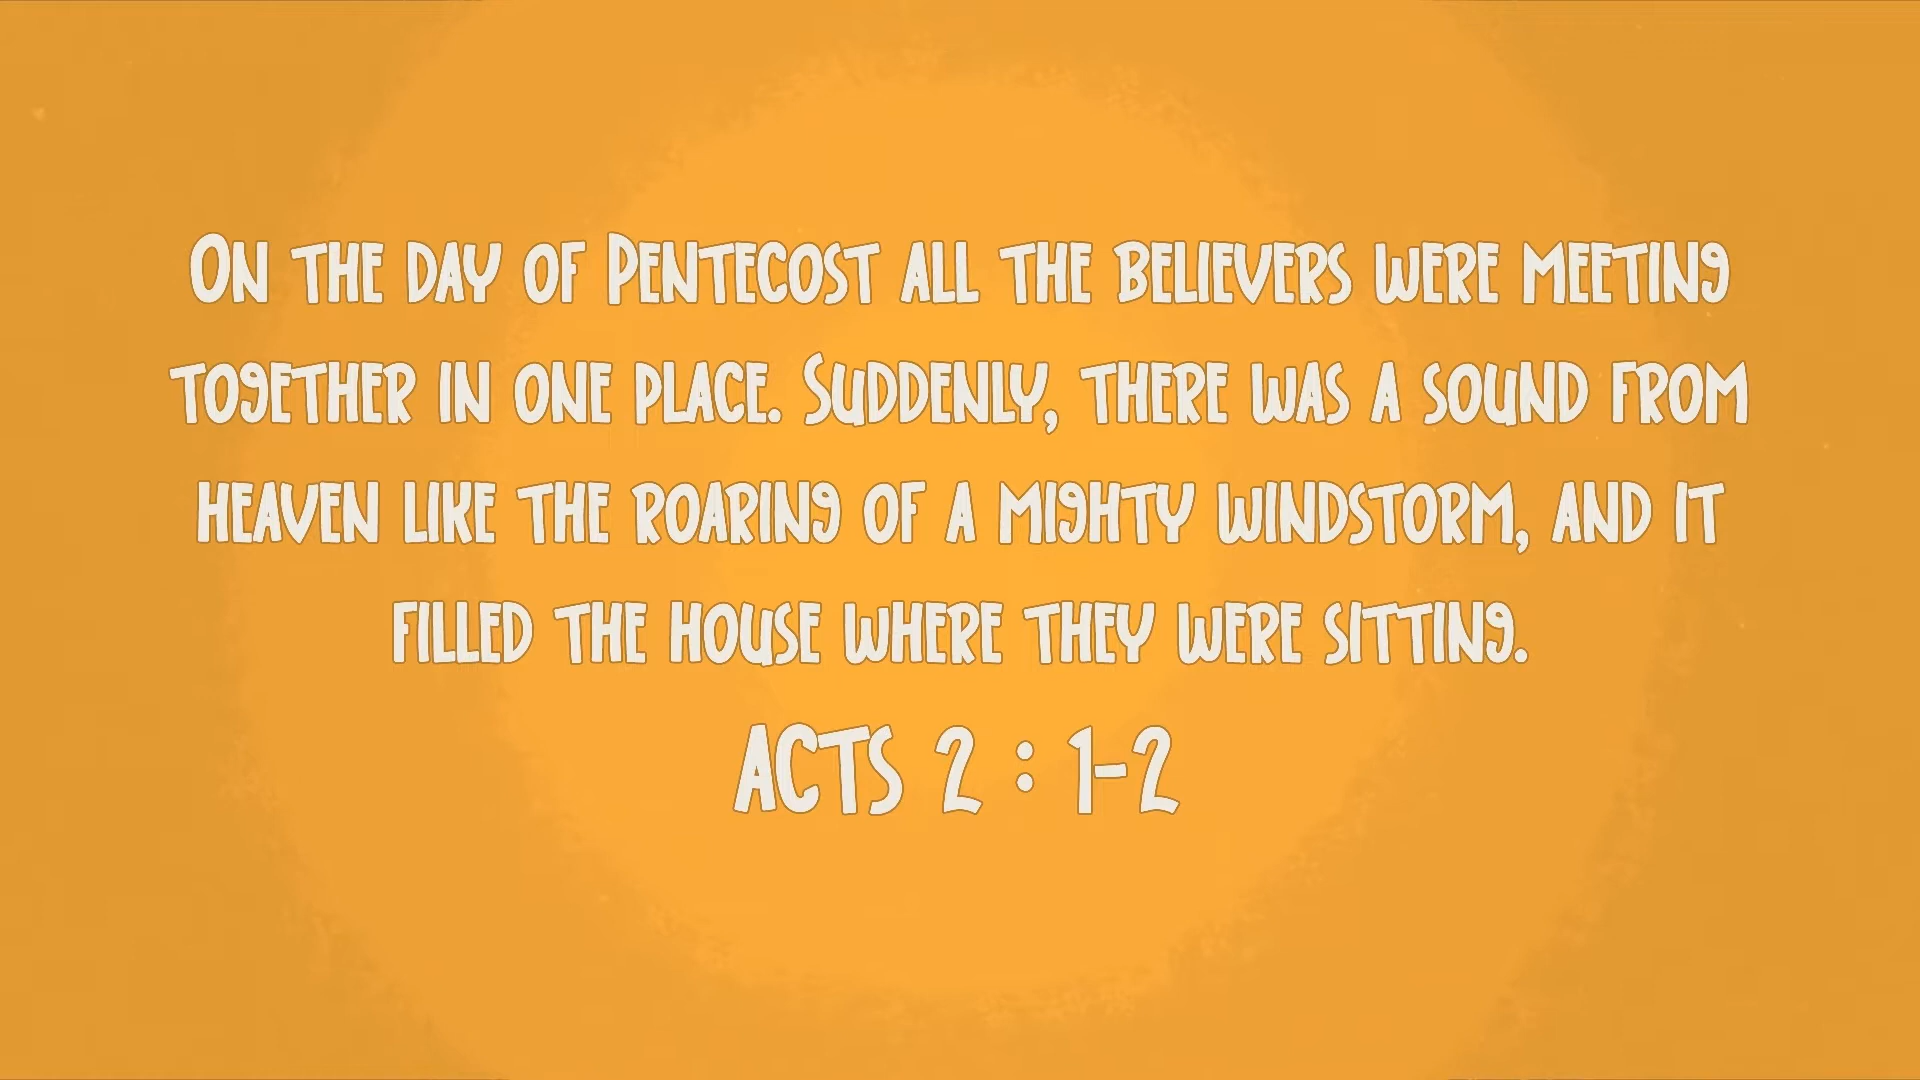 On the day of Pentecost all the believers were meeting
together in one place. Suddenly, there was a sound from
heaven like the roaring of a mighty windstorm, and it
filled the house where they were sitting.
ACTS 2 : 1-2